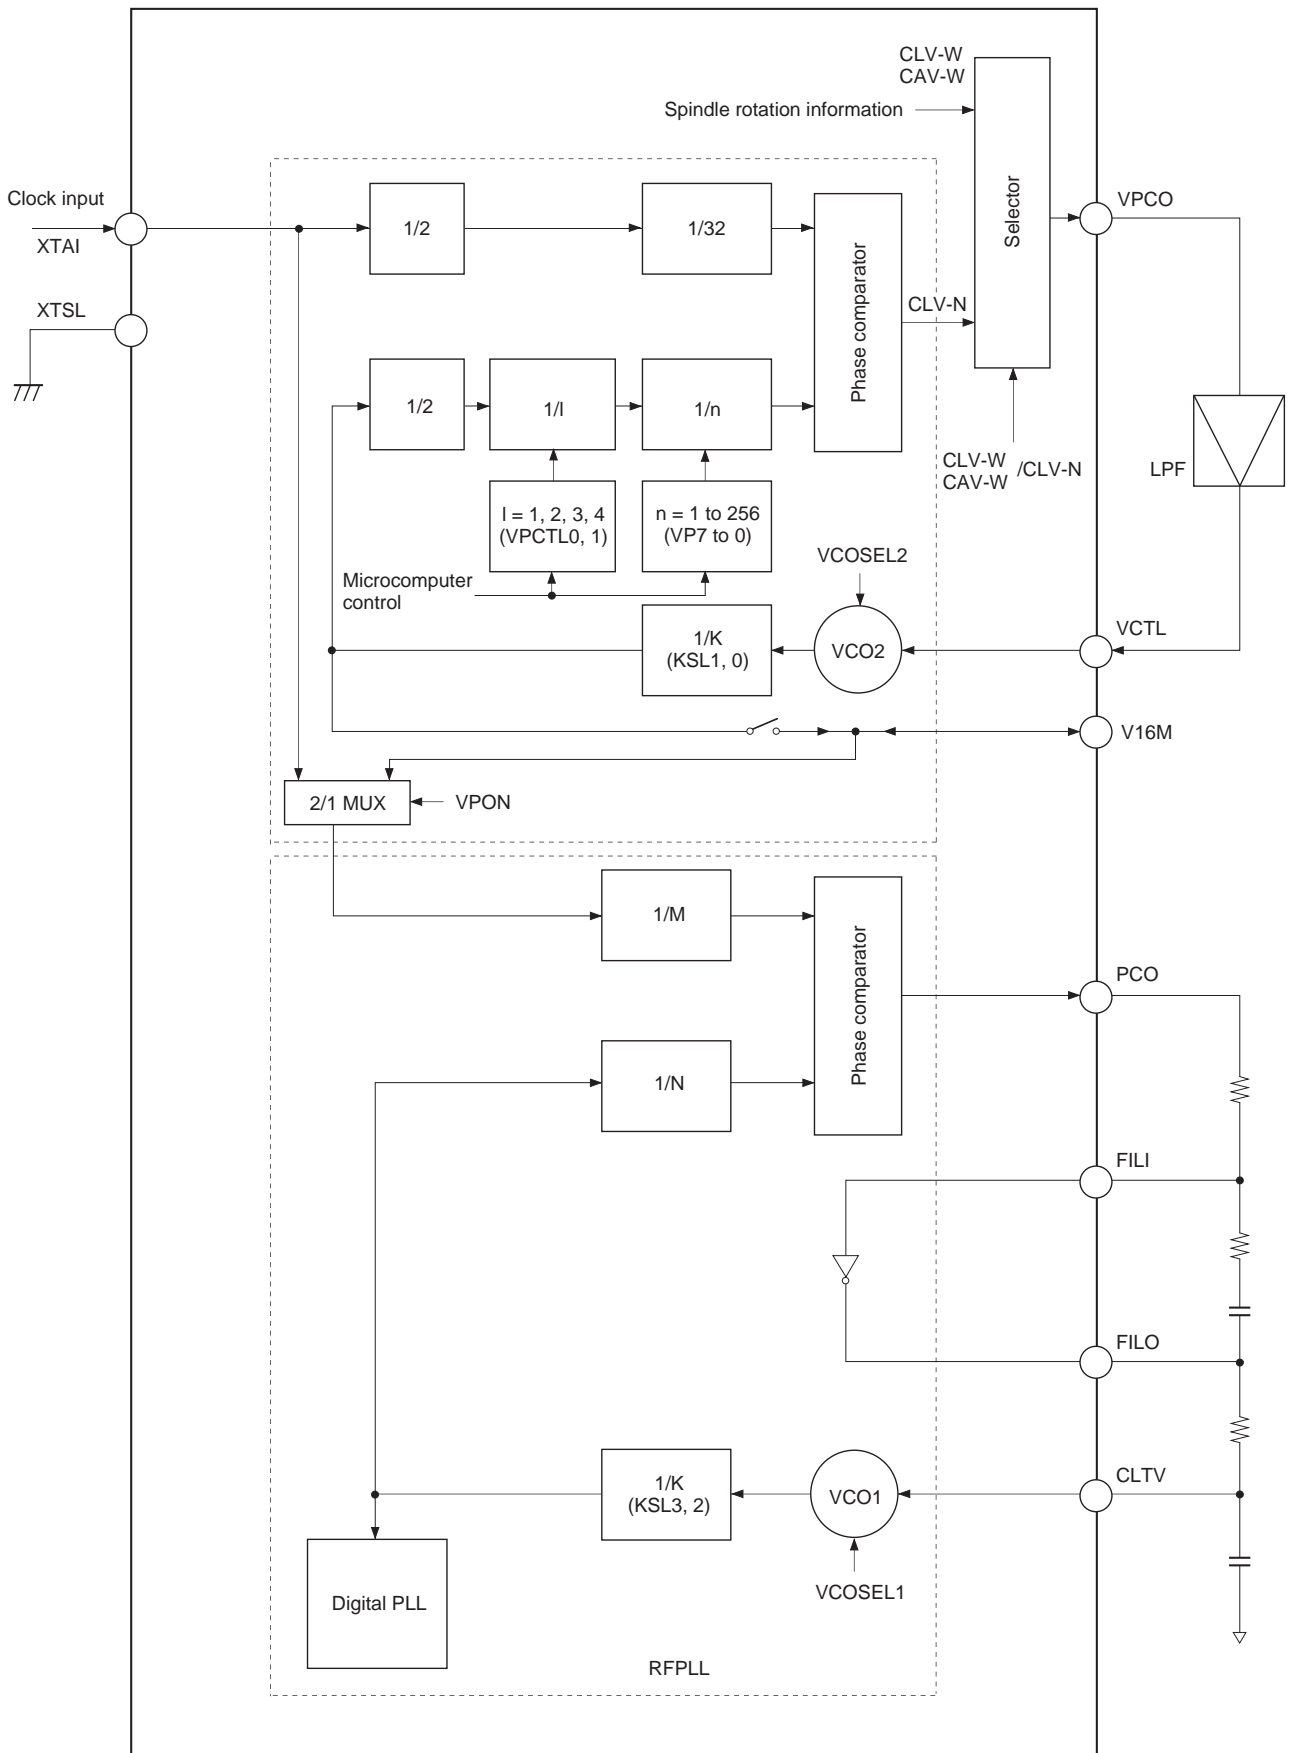 CLV-W
CAV-W
Spindle rotation information
Selector
Clock input
XTAI
1/2
1/32
Phase comparator
VPCO
XTSL
CLV-N
1/2
1/l
1/n
CLV-W
CAV-W /CLV-N
LPF
l = 1, 2, 3, 4
(VPCTL0, 1)
n = 1 to 256
(VP7 to 0)
Microcomputer
control
VCOSEL2
1/K
(KSL1, 0)
VCO2
VCTL
V16M
2/1 MUX
VPON
1/M
Phase comparator
PCO
1/N
FILI
FILO
1/K
(KSL3, 2)
VCO1
CLTV
VCOSEL1
Digital PLL
RFPLL